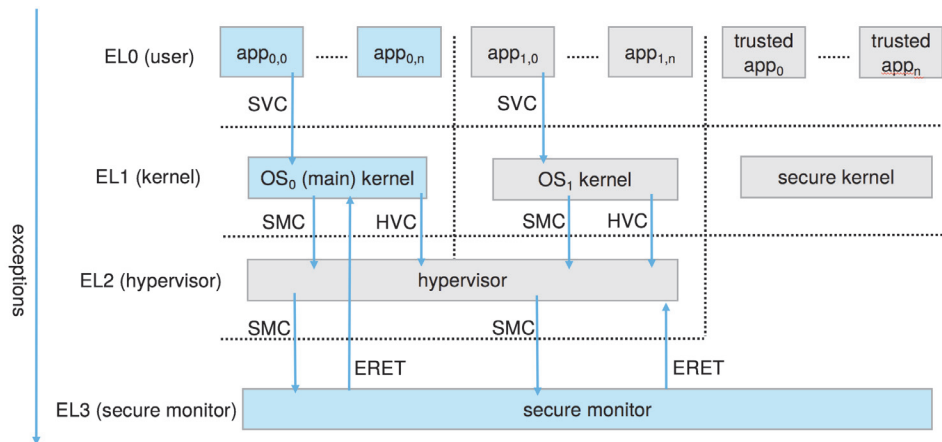 EL0 (user)
app0,0 ...... app0,n
app1,0 ...... app1,n
trusted
app0
......
trusted
appn
SVC
SVC
EL1 (kernel)
OS0 (main) kernel
OS1 kernel
secure kernel
SMC
HVC
SMC
HVC
exceptions
EL2 (hypervisor)
hypervisor
SMC
SMC
ERET
ERET
EL3 (secure monitor)
secure monitor